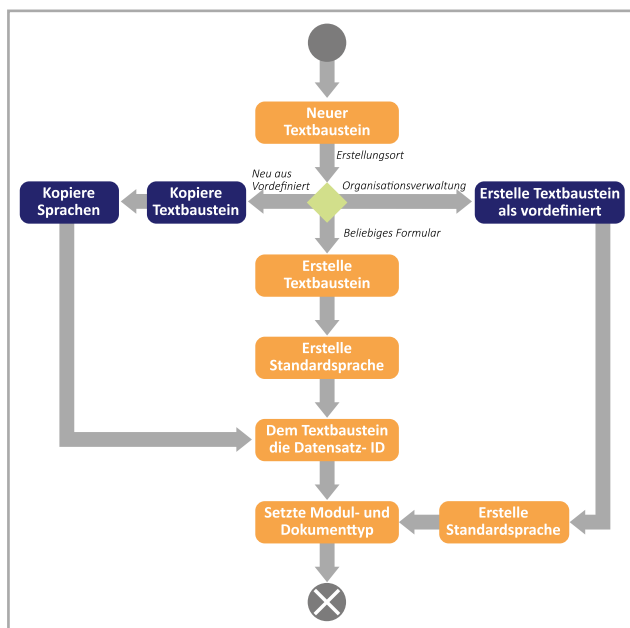 Neuer
Textbaustein
Erstellungsort
Neu aus
Vordefiniert
Organisationsverwaltung
Kopiere
Sprachen
Kopiere
Textbaustein
Erstelle Textbaustein
als vordefiniert
Beliebiges Formular
Erstelle
Textbaustein
Erstelle
Standardsprache
Dem Textbaustein
die Datensatz- ID
Setzte Modul- und
Dokumenttyp
Erstelle
Standardsprache